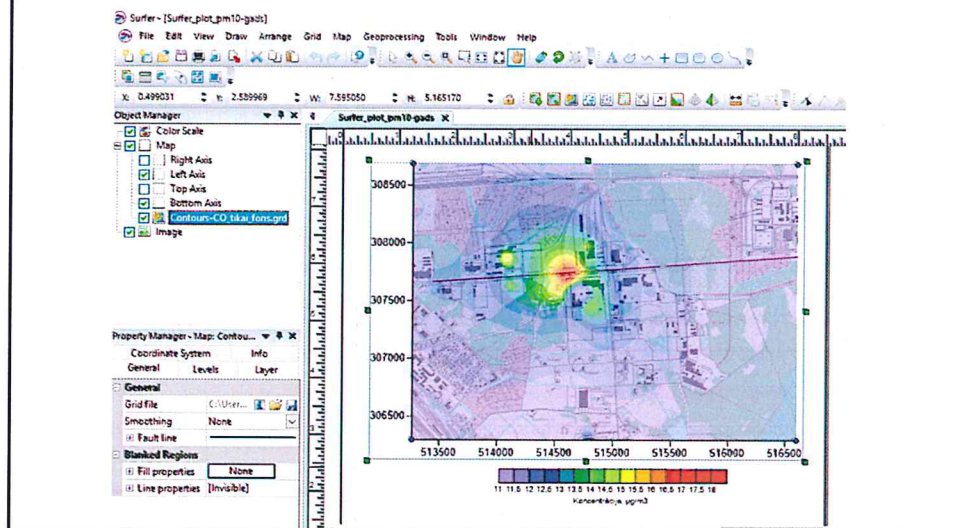 Surfer - [Surfer_plot_pm10-gads]
File Edit View Draw Arrange Grid Map Geoprocessing Tools Window Help
X: 0.499031 Y: 2.589969 W: 7.595050 H: 5.165170
Object Manager
Surfer_plot_pm10-gads
Color Scale
Map
Right Axis
Left Axis
Top Axis
Bottom Axis
Contours-CO_tikai_fons.grd
Image
308500
308000
307500
307000
306500
513500 514000 514500 515000 515500 516000 516500
11 11.5 12 12.5 13 13.5 14 14.5 15 15.5 16 16.5 17 17.5 18
Koncentrācija, µg/m3
Property Manager - Map: Contou...
Coordinate System Info
General Levels Layer
General
Grid file C:\User...
Smoothing None
Fault line
Blanked Regions
Fill properties None
Line properties [Invisible]